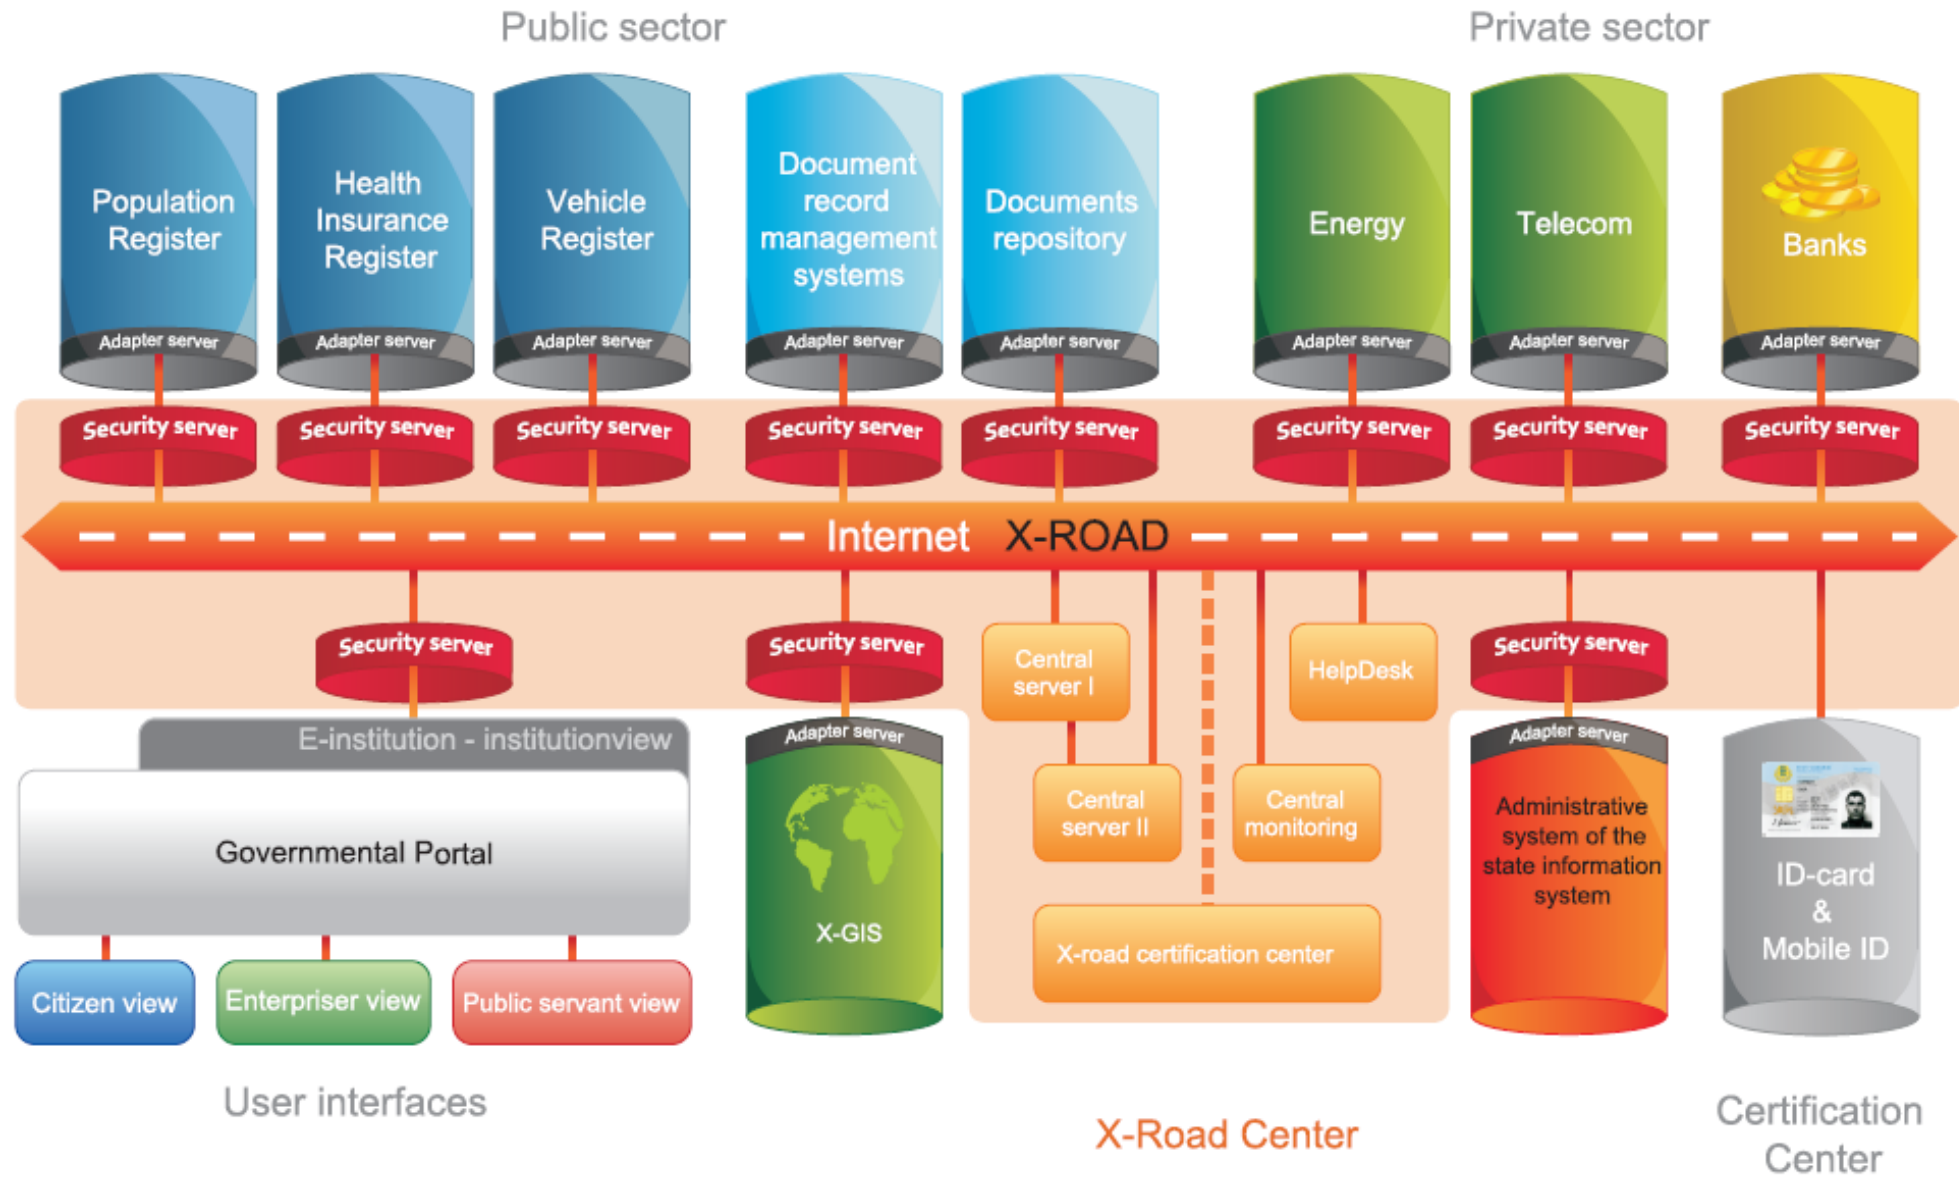 Public sector
Private sector
Population
Register
Health
Insurance
Register
Vehicle
Register
Document
record
management
systems
Documents
repository
Energy
Telecom
Banks
Adapter server
Adapter server
Adapter server
Adapter server
Adapter server
Adapter server
Adapter server
Adapter server
Security server
Security server
Security server
Security server
Security server
Security server
Security server
Security server
Internet X-ROAD
Security server
Security server
Central
server I
HelpDesk
Security server
E-institution - institutionview
Governmental Portal
Adapter server
X-GIS
Central
server II
Central
monitoring
X-road certification center
Adapter server
Administrative
system of the
state information
system
ID-card
&
Mobile ID
Citizen view
Enterpriser view
Public servant view
User interfaces
X-Road Center
Certification
Center